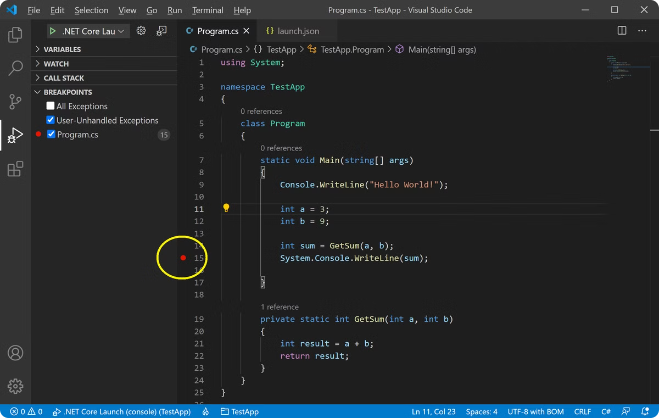 File Edit Selection View Go Run Terminal Help Program.cs - TestApp - Visual Studio Code
.NET Core Lau
Program.cs
{} launch.json
VARIABLES
WATCH
CALL STACK
BREAKPOINTS
All Exceptions
User-Unhandled Exceptions
Program.cs 15
Program.cs > {} TestApp > TestApp.Program > Main(string[] args)
1 using System;
2
3 namespace TestApp
4 {
0 references
5 class Program
6 {
0 references
7 static void Main(string[] args)
8 {
9 Console.WriteLine("Hello World!");
10
11 int a = 3;
12 int b = 9;
13
14 int sum = GetSum(a, b);
15 System.Console.WriteLine(sum);
16
17 }
18
1 reference
19 private static int GetSum(int a, int b)
20 {
21 int result = a + b;
22 return result;
23 }
24 }
25 }
0 0 .NET Core Launch (console) (TestApp) TestApp Ln 11, Col 23 Spaces: 4 UTF-8 with BOM CRLF C#